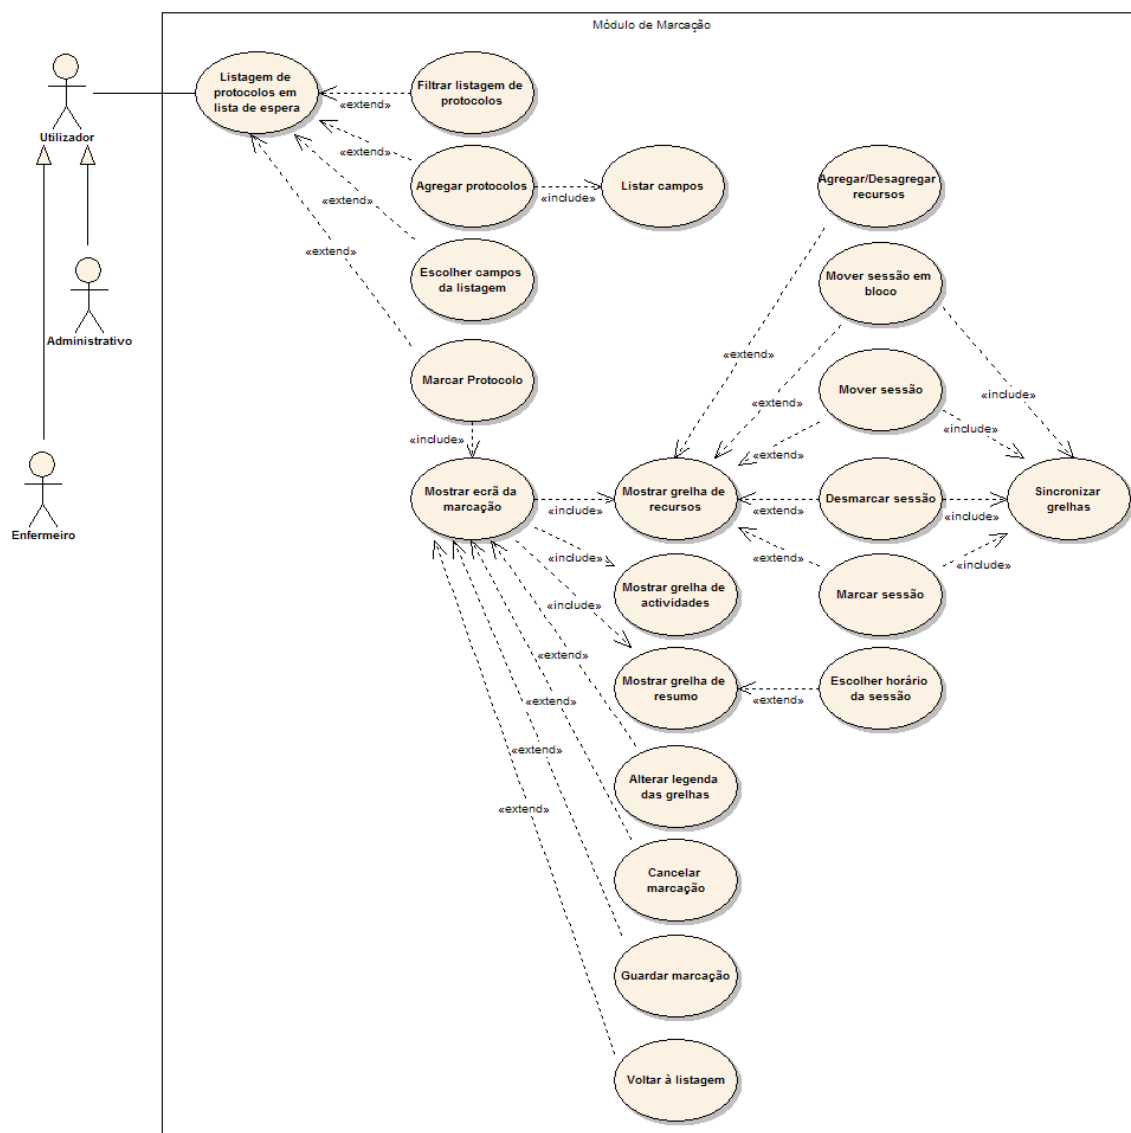 Módulo de Marcação
Listagem de
protocolos em
lista de espera
Filtrar listagem de
protocolos
«extend»
Utilizador
«extend»
Agregar protocolos
«include»
Listar campos
Agregar/Desagregar
recursos
«extend»
«extend»
Escolher campos
da listagem
Mover sessão em
bloco
Administrativo
«extend»
«include»
Marcar Protocolo
Mover sessão
«extend»
«include»
«include»
«extend»
Mostrar ecrã da
marcação
«include»
Mostrar grelha de
recursos
«extend»
Desmarcar sessão
«include»
Sincronizar
grelhas
Enfermeiro
«include»
«extend»
«include»
Mostrar grelha de
actividades
Marcar sessão
«include»
«extend»
Mostrar grelha de
resumo
«extend»
Escolher horário
da sessão
«extend»
«extend»
Alterar legenda
das grelhas
«extend»
Cancelar
marcação
Guardar marcação
Voltar à listagem